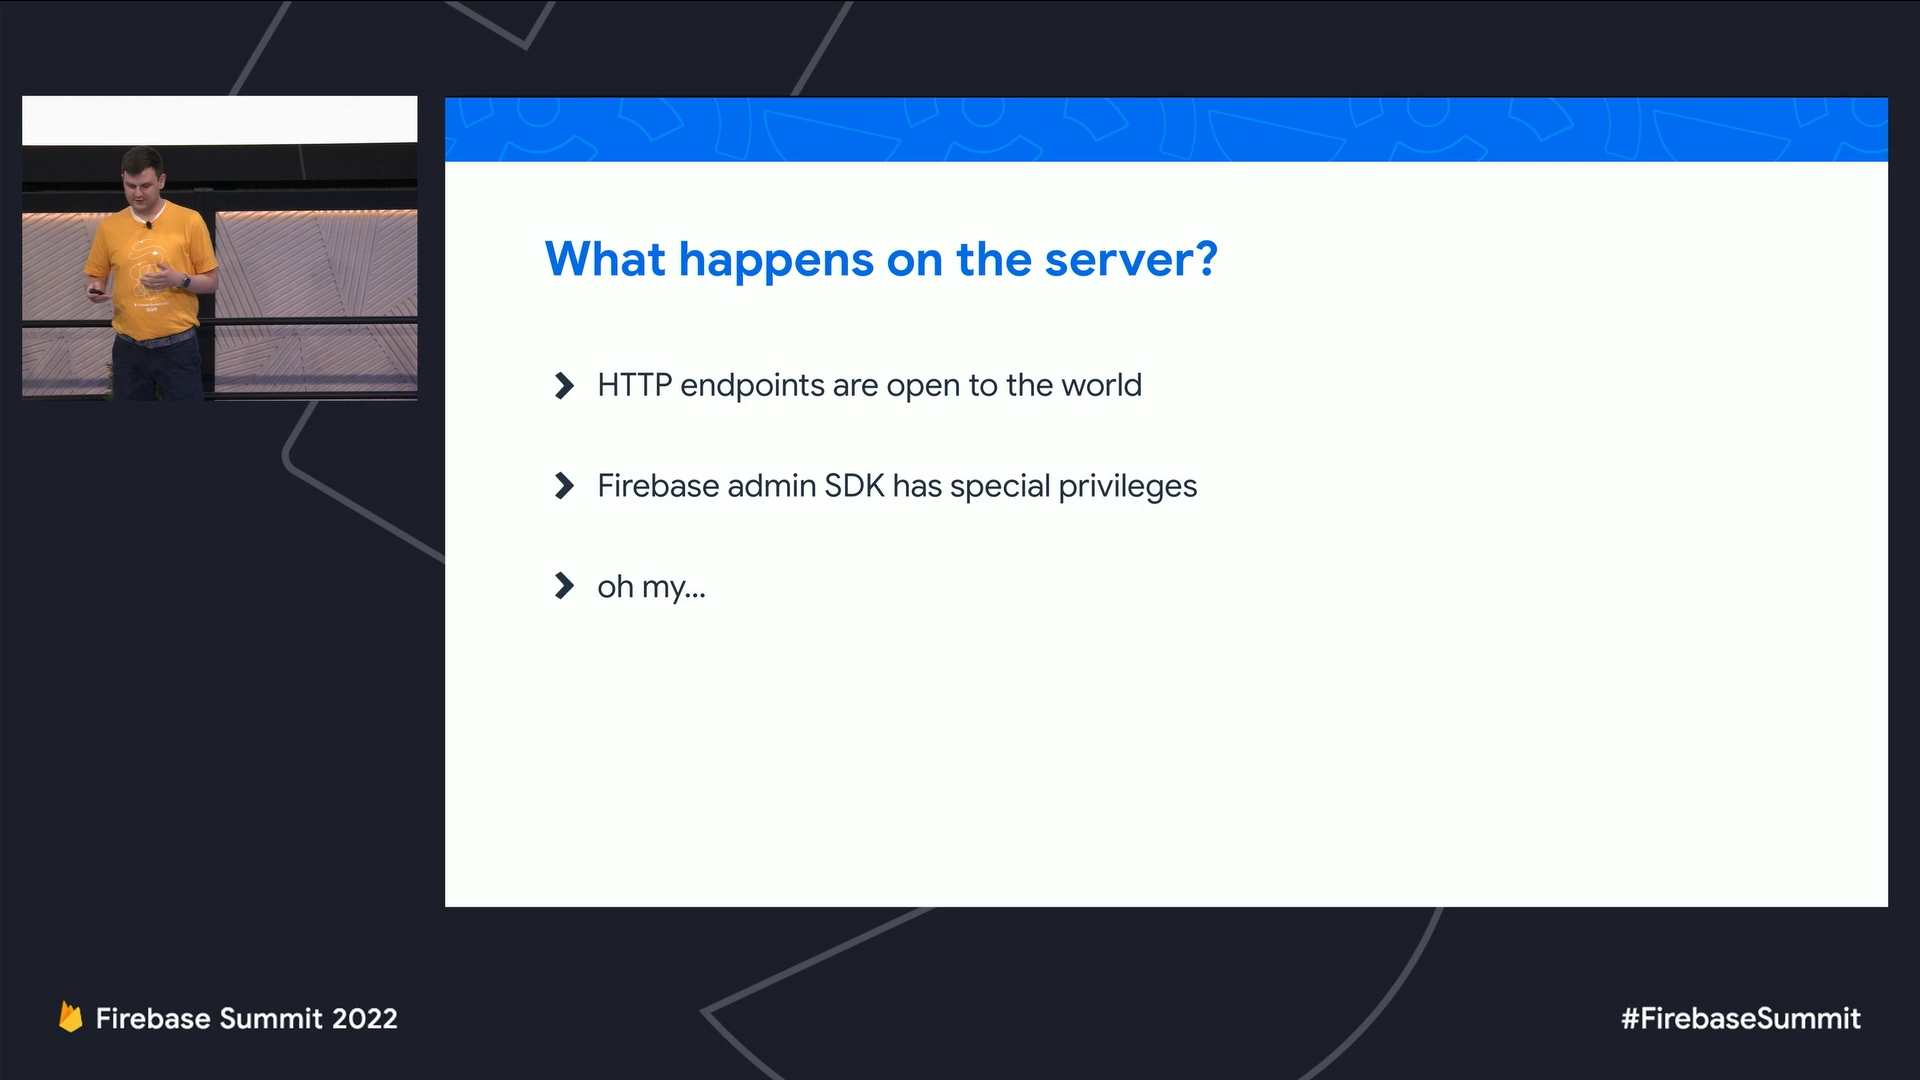 What happens on the server?
HTTP endpoints are open to the world
Firebase admin SDK has special privileges
oh my...
Firebase Summit 2022
#FirebaseSummit